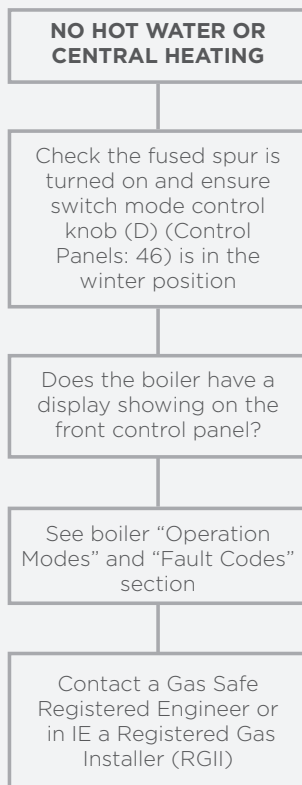 NO HOT WATER OR
CENTRAL HEATING
Check the fused spur is
turned on and ensure
switch mode control
knob (D) (Control
Panels: 46) is in the
winter position
Does the boiler have a
display showing on the
front control panel?
See boiler “Operation
Modes” and “Fault Codes”
section
Contact a Gas Safe
Registered Engineer or
in IE a Registered Gas
Installer (RGII)